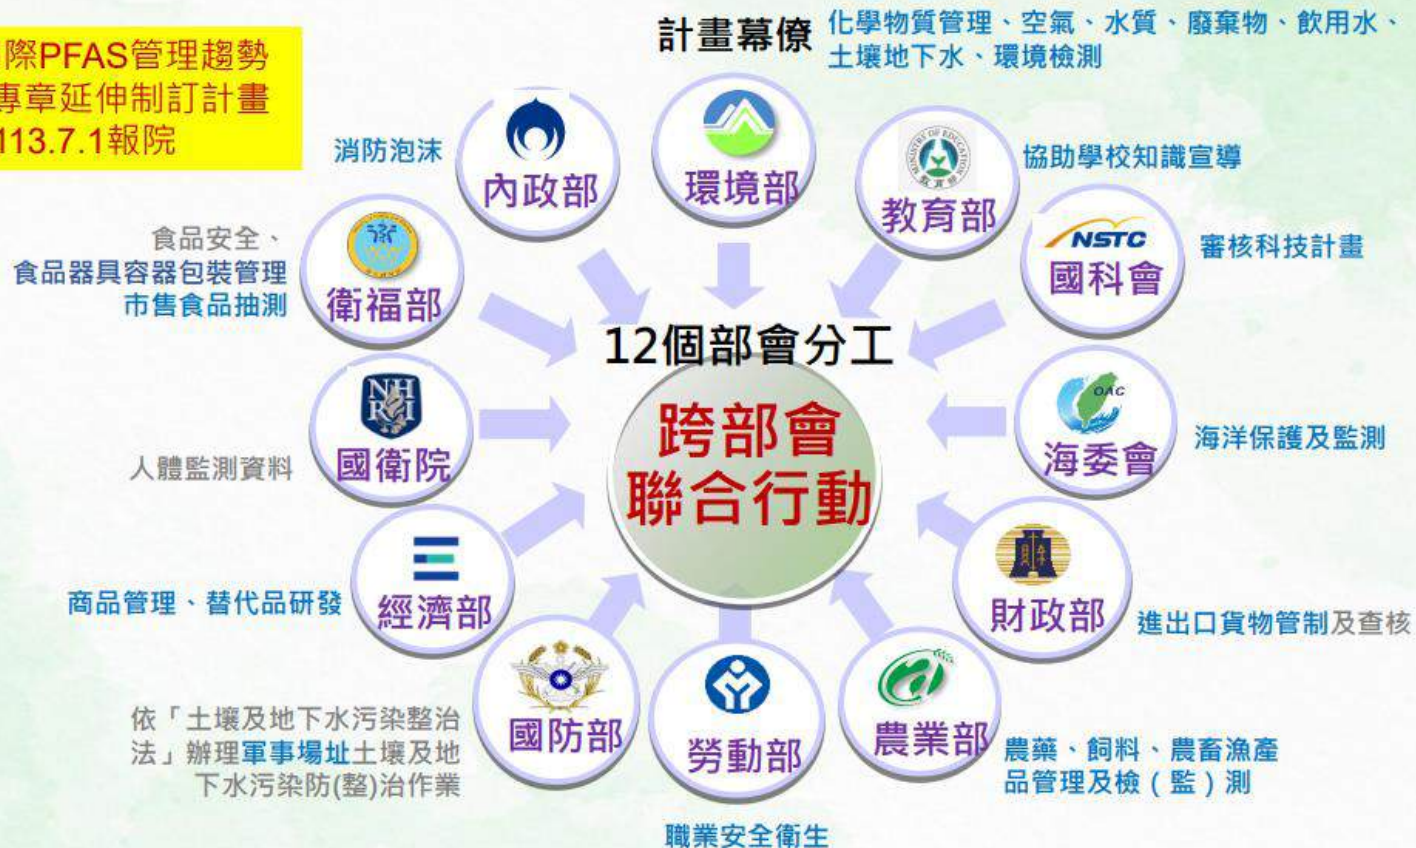 際PFAS管理趨勢
專章延伸制訂計畫
113.7.1報院
計畫幕僚
化學物質管理、空氣、水質、廢棄物、飲用水、
土壤地下水、環境檢測
環境部
消防泡沫
內政部
MINISTRY OF EDUCATION
教育部
教育部
協助學校知識宣導
NSTC
國科會
審核科技計畫
食品安全、
食品器具容器包裝管理
市售食品抽測
衛福部
12個部會分工
跨部會
聯合行動
NH
RI
國衛院
人體監測資料
OAC
海委會
海洋保護及監測
商品管理、替代品研發
經濟部
財政部
進出口貨物管制及查核
依「土壤及地下水污染整治
法」辦理軍事場址土壤及地
下水污染防(整)治作業
國防部
勞動部
職業安全衛生
農業部
農藥、飼料、農畜漁產
品管理及檢（監）測